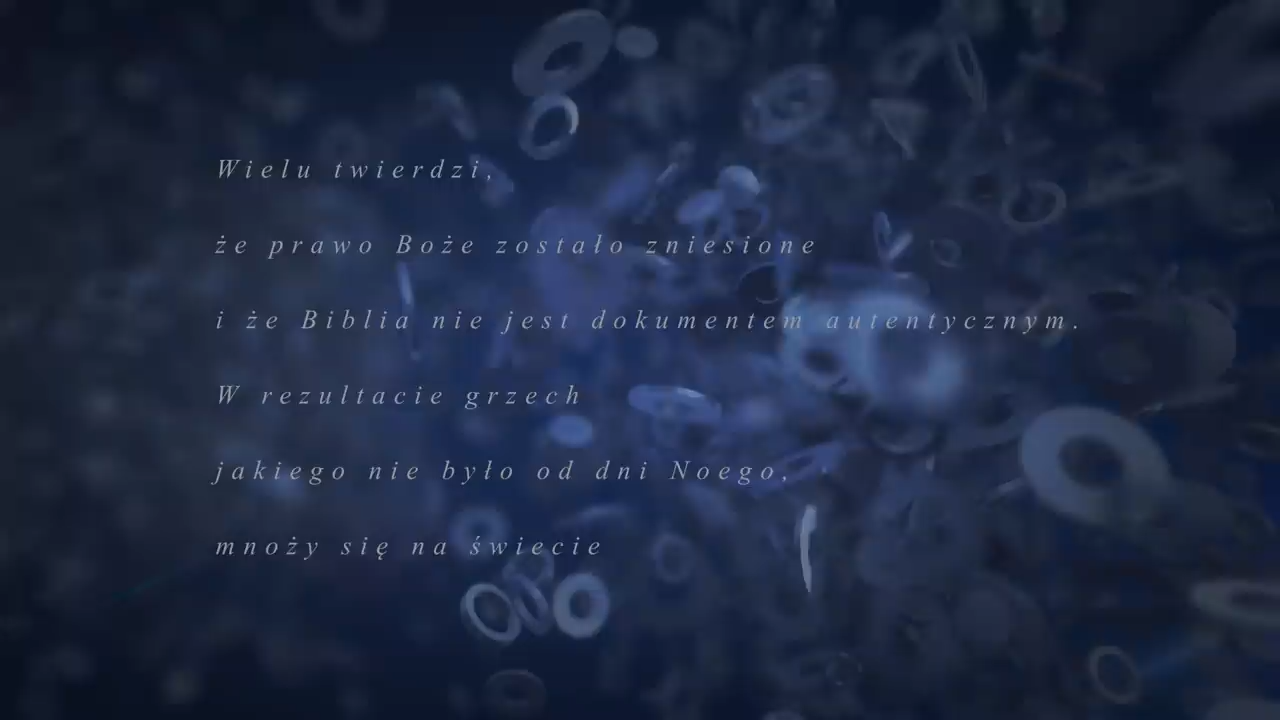 Wielu twierdzi,
że prawo Boże zostało zniesione
i że Biblia nie jest dokumentem autentycznym.
W rezultacie grzech
jakiego nie było od dni Noego,
mnoży się na świecie